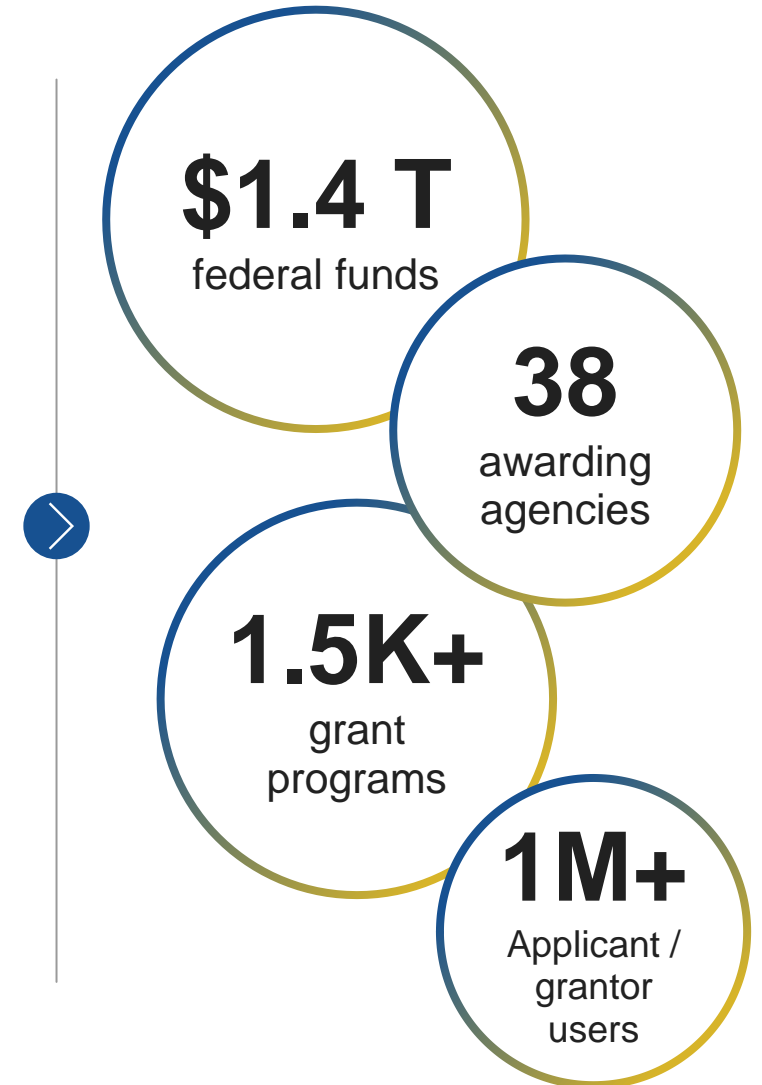 $1.4 T
federal funds
38
awarding
agencies
1.5K+
grant
programs
1M+
Applicant /
grantor
users